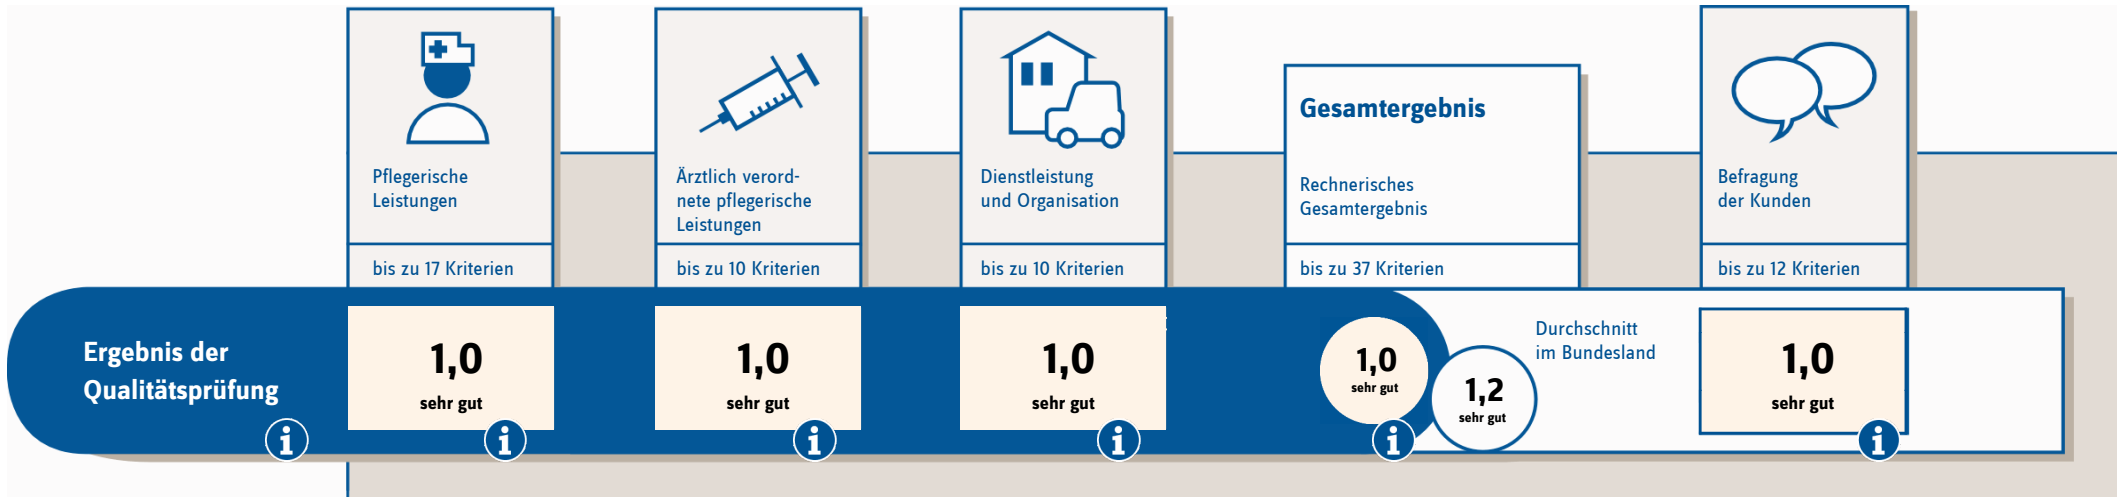 Pflegerische
Leistungen
bis zu 17 Kriterien
Ärztlich verord-
nete pflegerische
Leistungen
bis zu 10 Kriterien
Dienstleistung
und Organisation
bis zu 10 Kriterien
Gesamtergebnis
Rechnerisches
Gesamtergebnis
bis zu 37 Kriterien
Befragung
der Kunden
bis zu 12 Kriterien
Ergebnis der
Qualitätsprüfung
i
1,0
sehr gut
i
1,0
sehr gut
i
1,0
sehr gut
i
1,0
sehr gut
i
1,2
sehr gut
Durchschnitt
im Bundesland
1,0
sehr gut
i